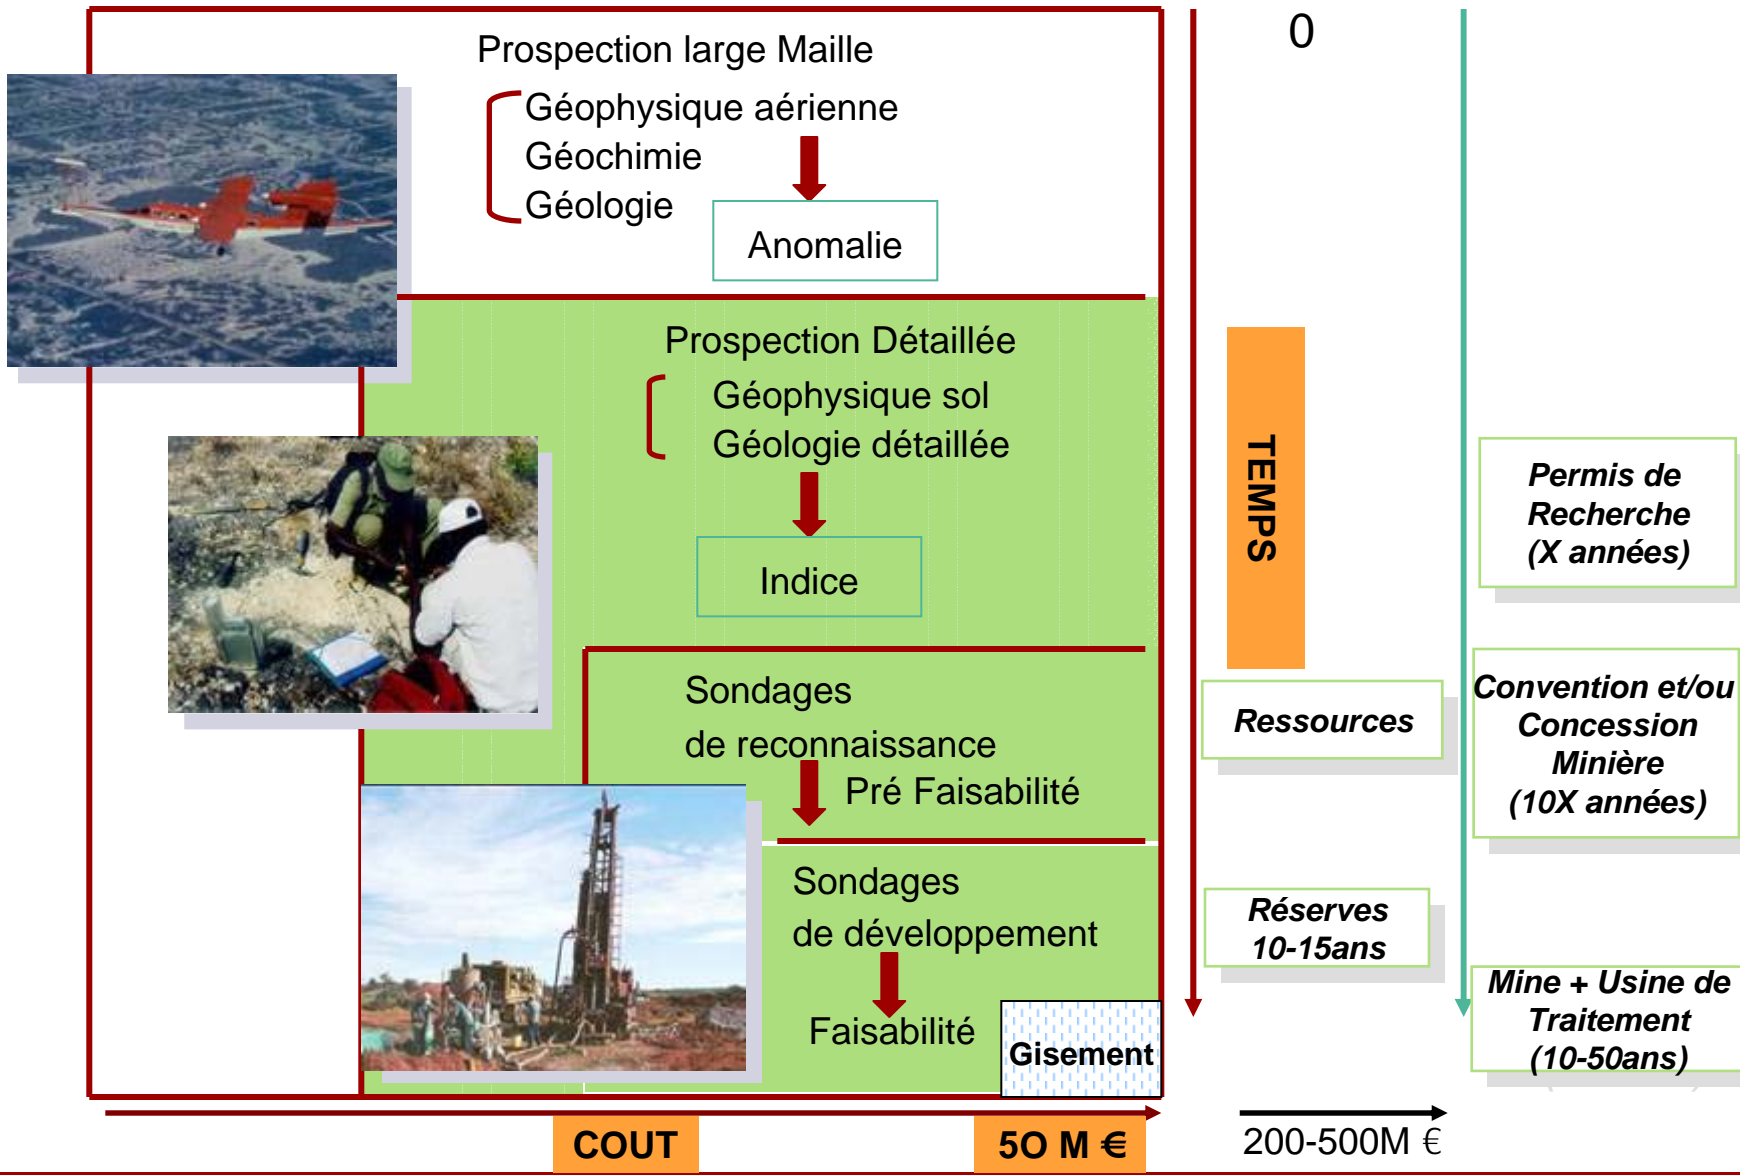 Prospection large Maille
Géophysique aérienne
Géochimie
Géologie
Anomalie
Prospection Détaillée
Géophysique sol
Géologie détaillée
Indice
Sondages
de reconnaissance
Pré Faisabilité
Sondages
de développement
Faisabilité
Gisement
COUT
5O M €
0
TEMPS
Ressources
Réserves
10-15ans
200-500M €
Permis de
Recherche
(X années)
Convention et/ou
Concession
Minière
(10X années)
Mine + Usine de
Traitement
(10-50ans)